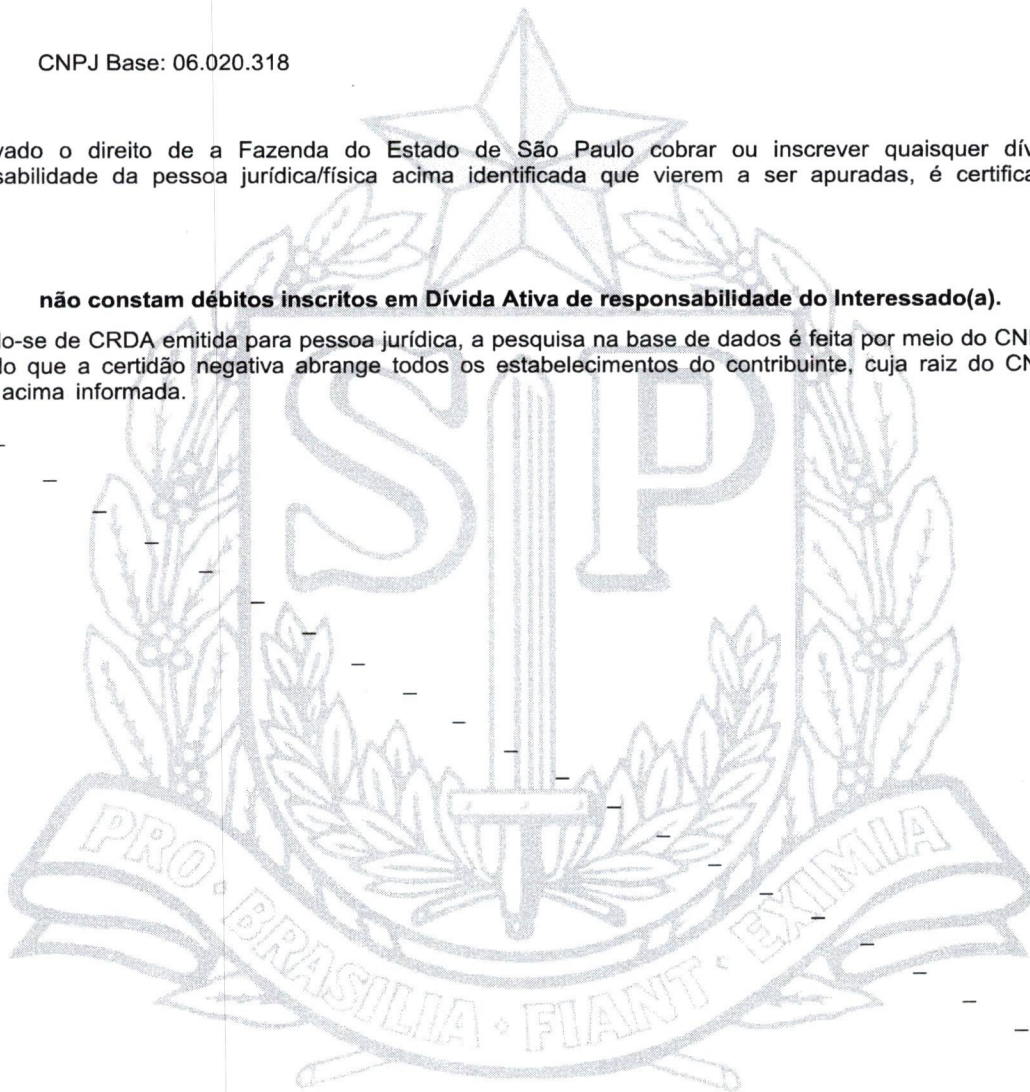 CNPJ Base: 06.020.318
vado o direito de a Fazenda do Estado de São Paulo cobrar ou inscrever quaisquer dív
sabilidade da pessoa jurídica/física acima identificada que vierem a ser apuradas, é certifica
não constam débitos inscritos em Dívida Ativa de responsabilidade do Interessado(a).
lo-se de CRDA emitida para pessoa jurídica, a pesquisa na base de dados é feita por meio do CN
lo que a certidão negativa abrange todos os estabelecimentos do contribuinte, cuja raiz do CN
acima informada.
SP
PRO • BRASILIA • FIANT • EXIMIA